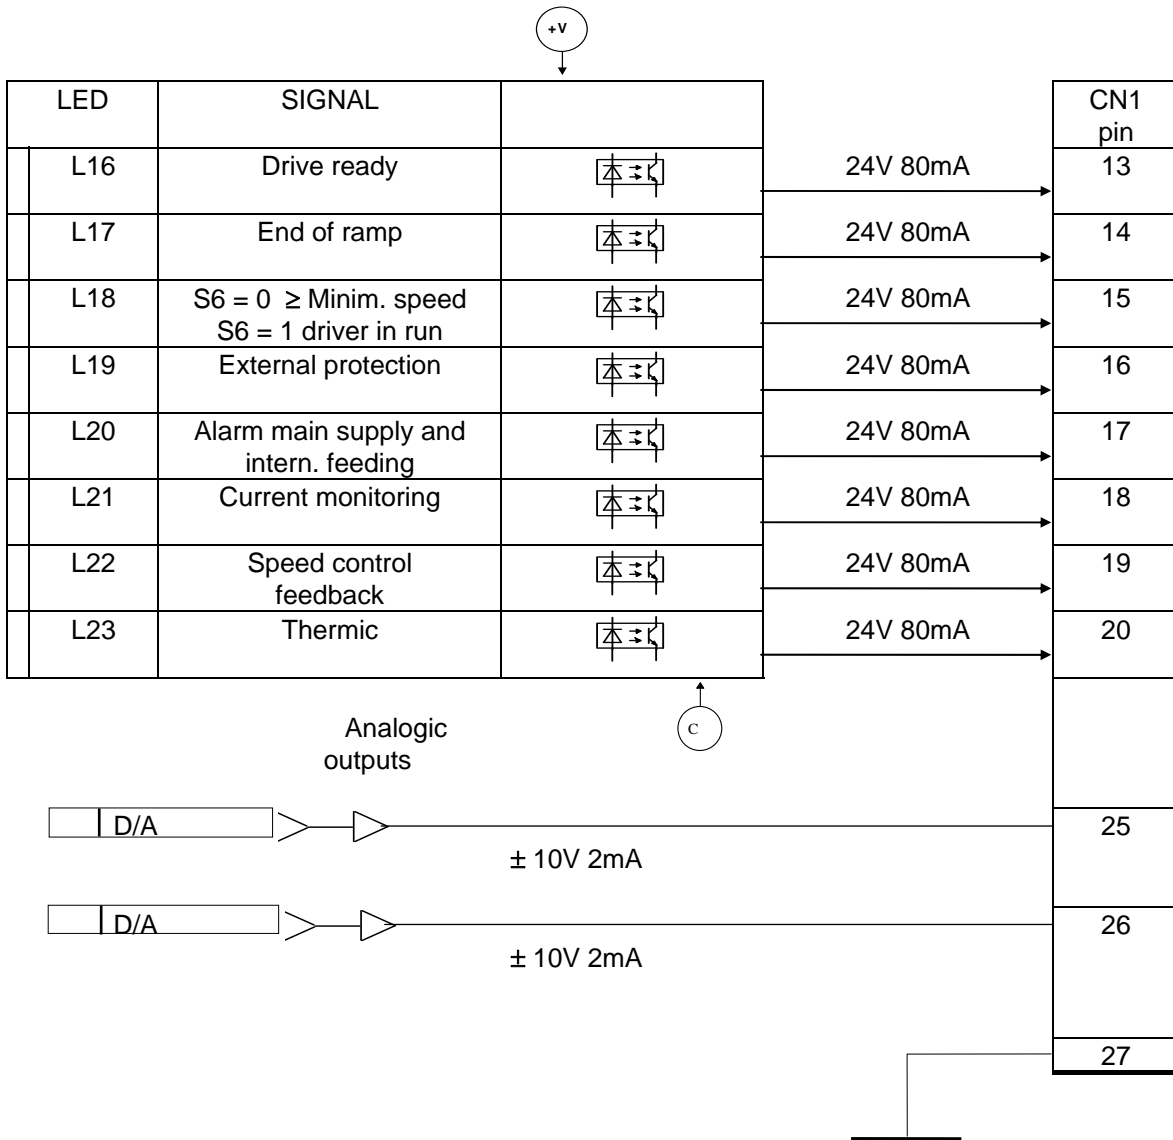 +V
LED SIGNAL CN1
pin
L16 Drive ready 24V 80mA 13
L17 End of ramp 24V 80mA 14
L18 S6 = 0 ≥ Minim. speed 24V 80mA 15
S6 = 1 driver in run
L19 External protection 24V 80mA 16
L20 Alarm main supply and 24V 80mA 17
intern. feeding
L21 Current monitoring 24V 80mA 18
L22 Speed control 24V 80mA 19
feedback
L23 Thermic 24V 80mA 20
C
Analogic
outputs
D/A 25
± 10V 2mA
D/A 26
± 10V 2mA
27